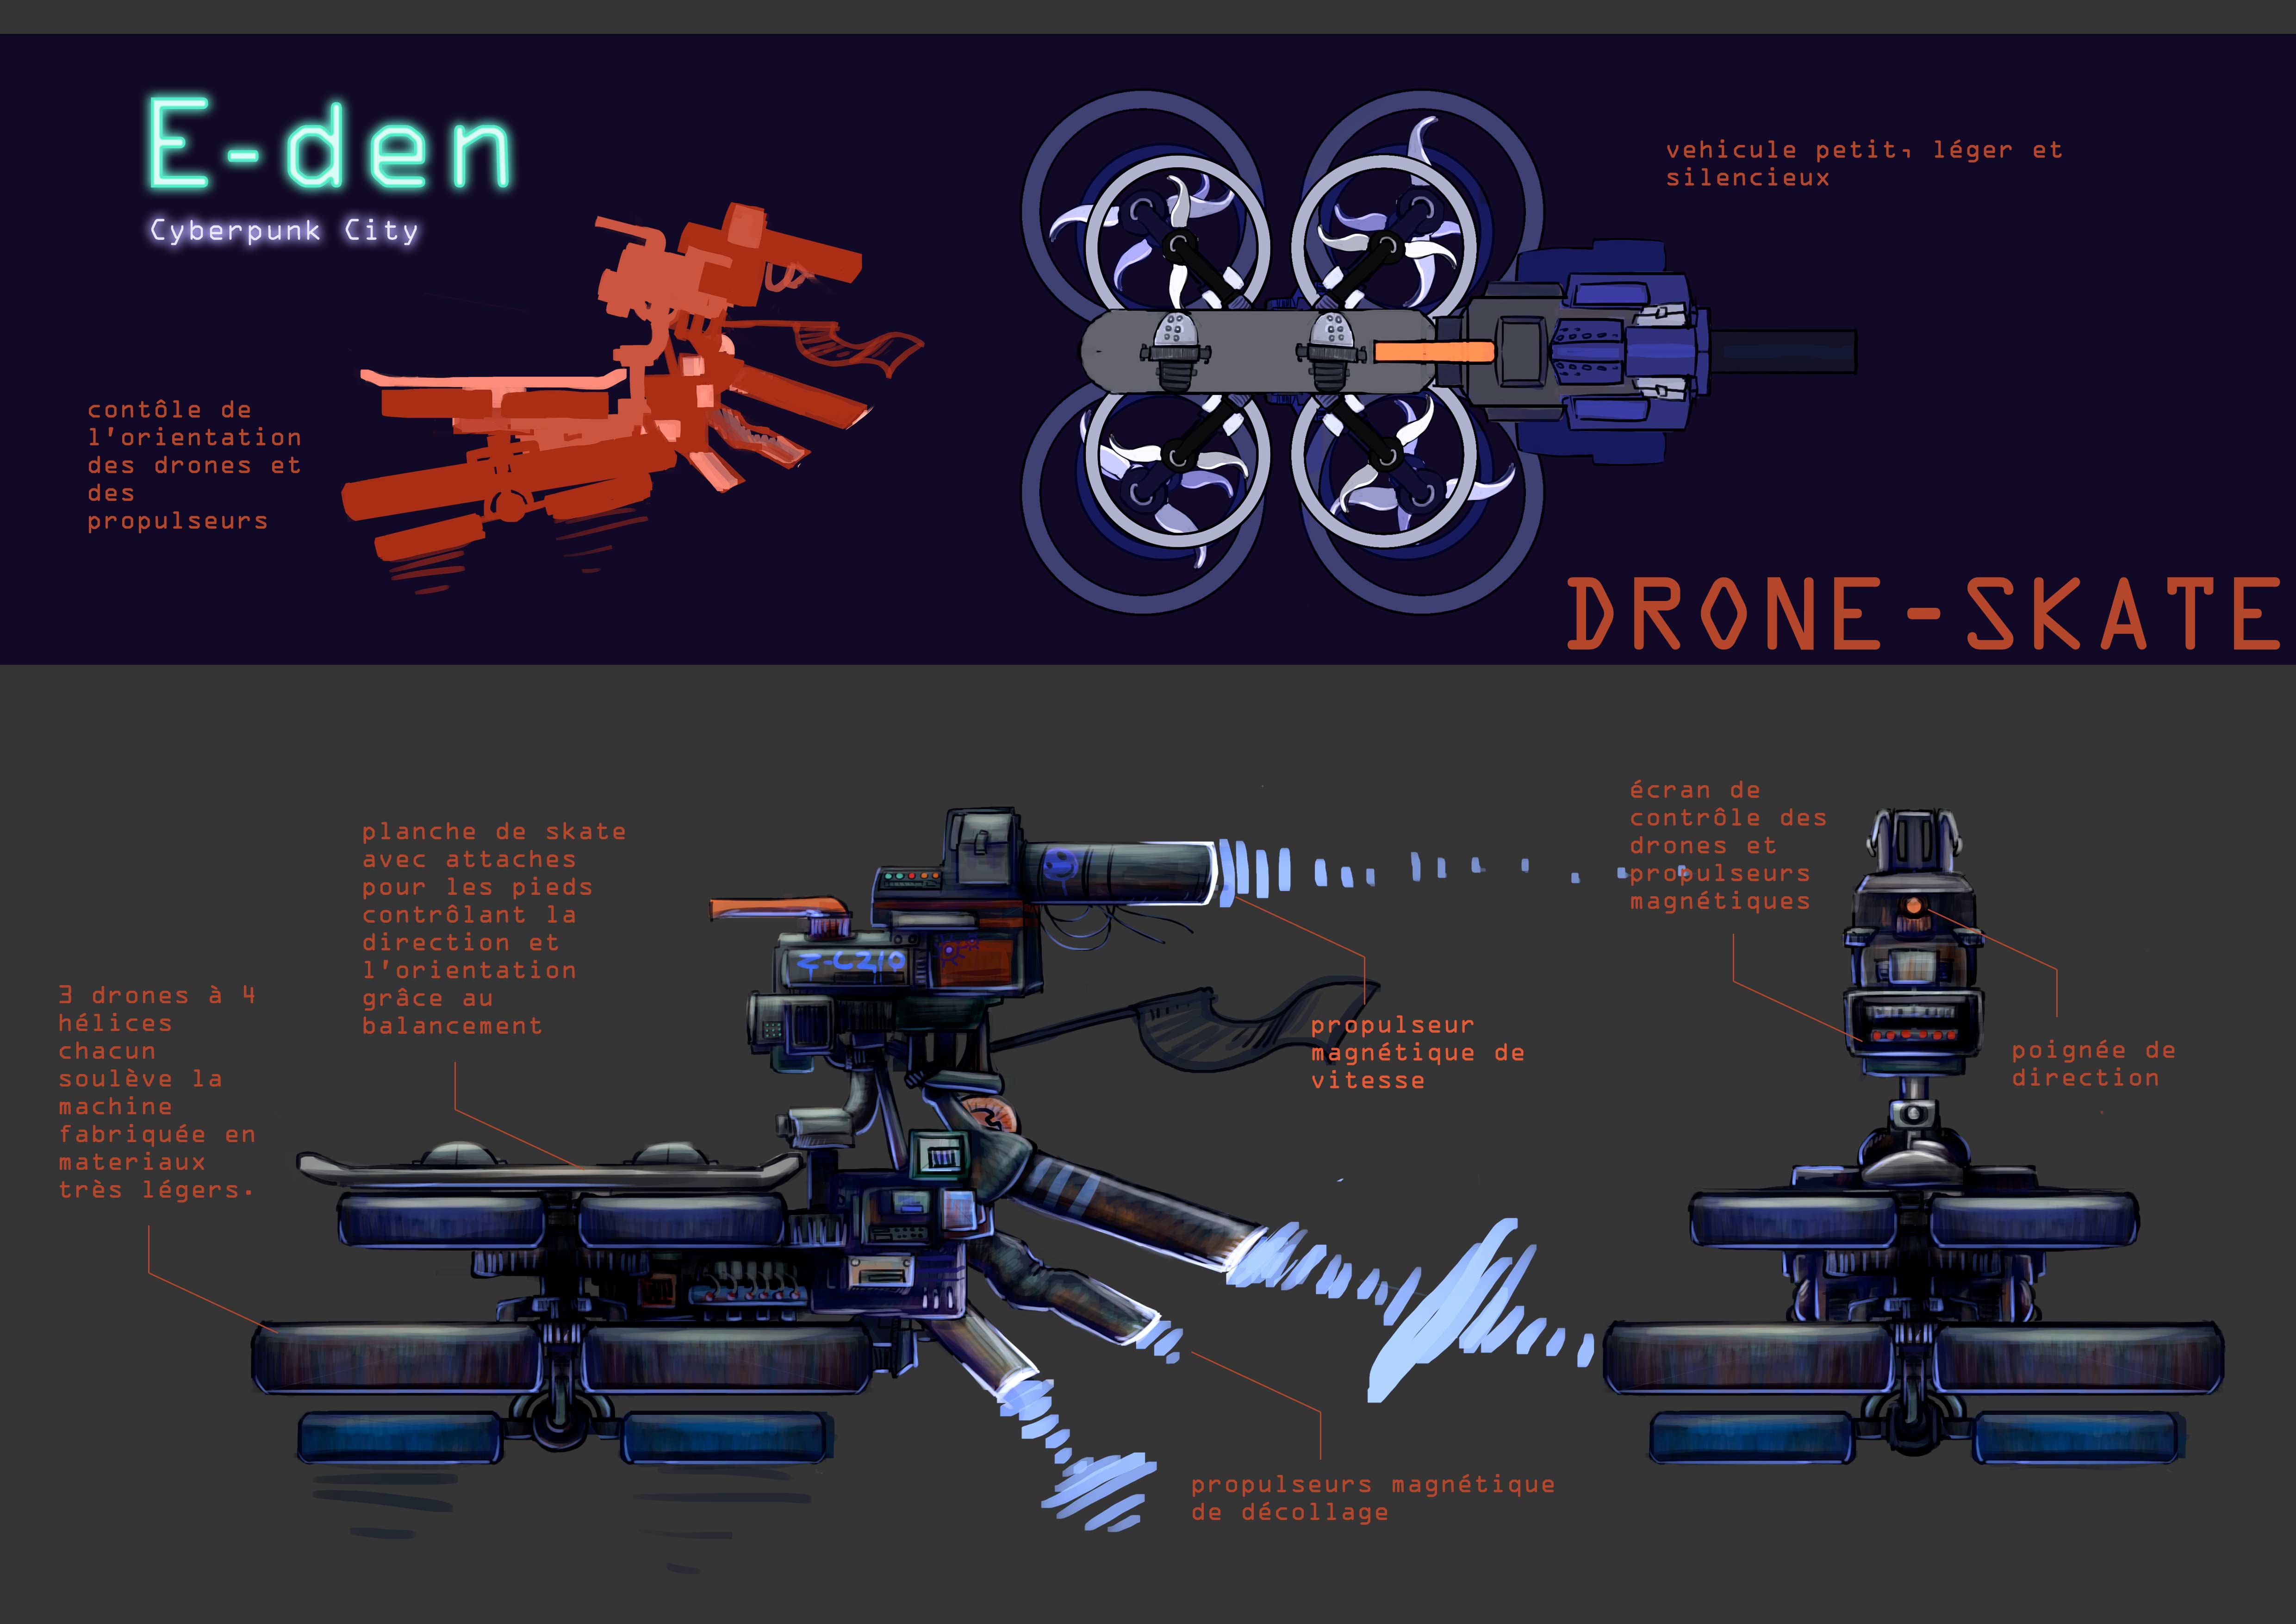 E-den
Cyberpunk City
vehicule petit, léger et
silencieux
contôle de
l'orientation
des drones et
des
propulseurs
DRONE-SKATE
écran de
contrôle des
drones et
propulseurs
magnétiques
planche de skate
avec attaches
pour les pieds
contrôlant la
direction et
l'orientation
grâce au
balancement
3 drones à 4
hélices
chacun
soulève la
machine
fabriquée en
materiaux
très légers.
propulseur
magnétique de
vitesse
poignée de
direction
propulseurs magnétique
de décollage